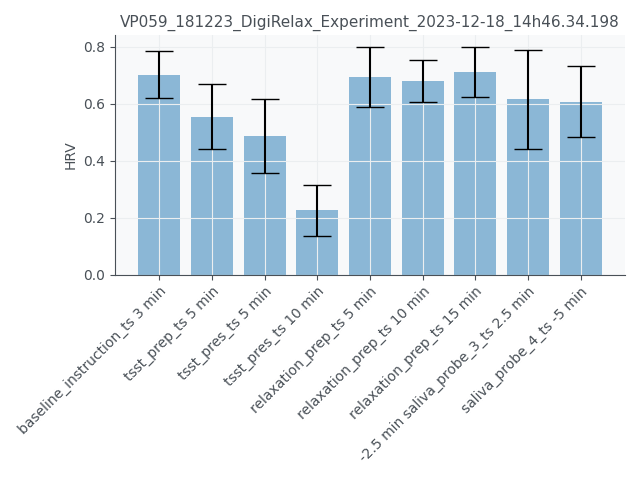 VP059_181223_DigiRelax_Experiment_2023-12-18_14h46.34.198
HRV
0.8
0.6
0.4
0.2
0.0
baseline_instruction_ts 3 min
tsst_prep_ts 5 min
tsst_pres_ts 5 min
tsst_pres_ts 10 min
relaxation_prep_ts 5 min
relaxation_prep_ts 10 min
relaxation_prep_ts 15 min
-2.5 min saliva_probe_3_ts 2.5 min
saliva_probe_4_ts -5 min